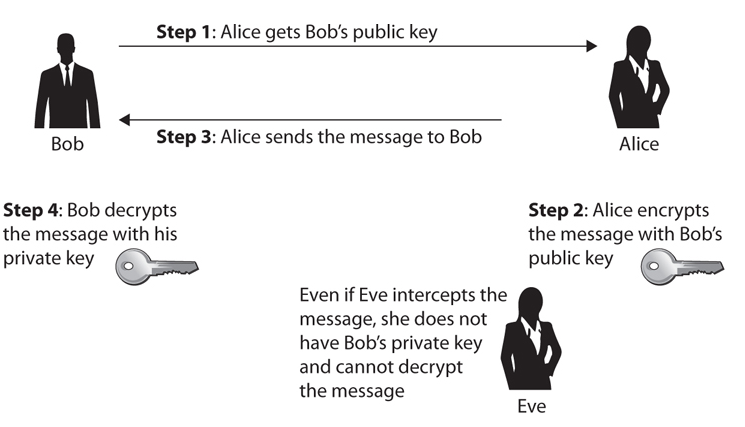 Step 1: Alice gets Bob’s public key
Bob
Step 3: Alice sends the message to Bob
Alice
Step 4: Bob decrypts
the message with his
private key
Step 2: Alice encrypts
the message with Bob’s
public key
Even if Eve intercepts the
message, she does not
have Bob’s private key
and cannot decrypt
the message
Eve